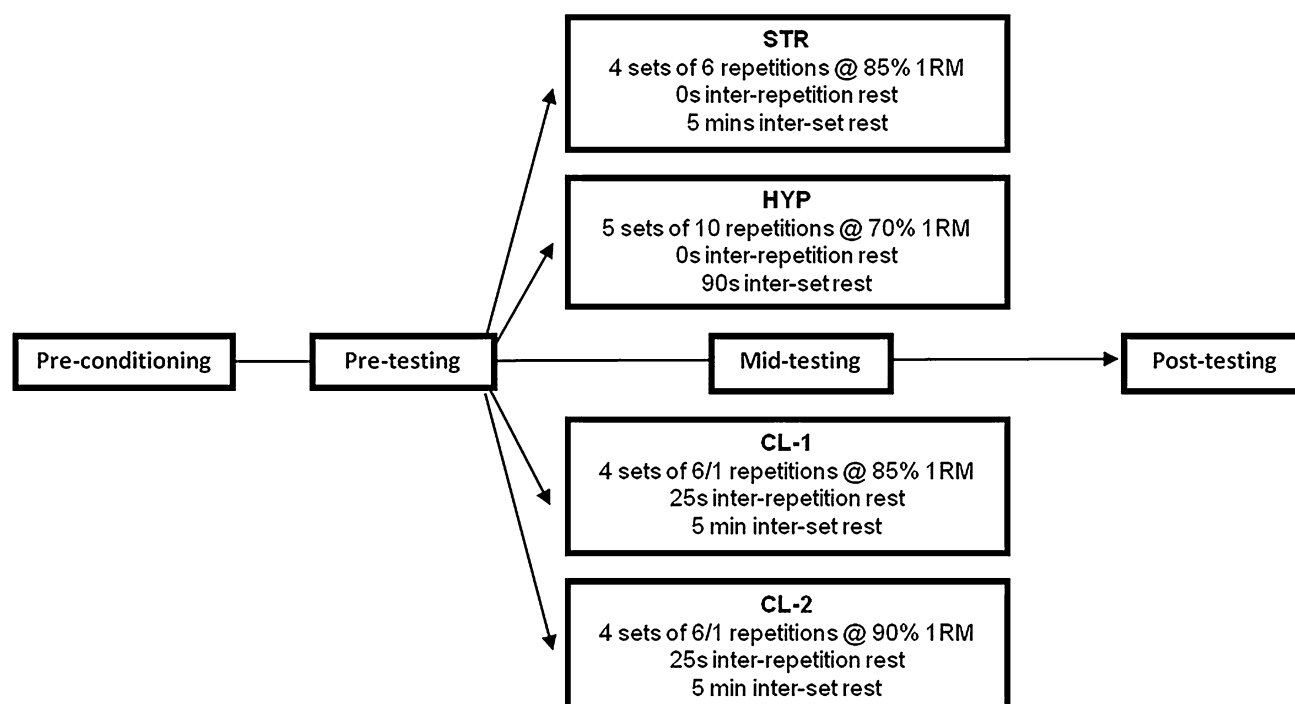 STR
4 sets of 6 repetitions @ 85% 1RM
0s inter-repetition rest
5 mins inter-set rest
HYP
5 sets of 10 repetitions @ 70% 1RM
0s inter-repetition rest
90s inter-set rest
Pre-conditioning
Pre-testing
Mid-testing
Post-testing
CL-1
4 sets of 6/1 repetitions @ 85% 1RM
25s inter-repetition rest
5 min inter-set rest
CL-2
4 sets of 6/1 repetitions @ 90% 1RM
25s inter-repetition rest
5 min inter-set rest